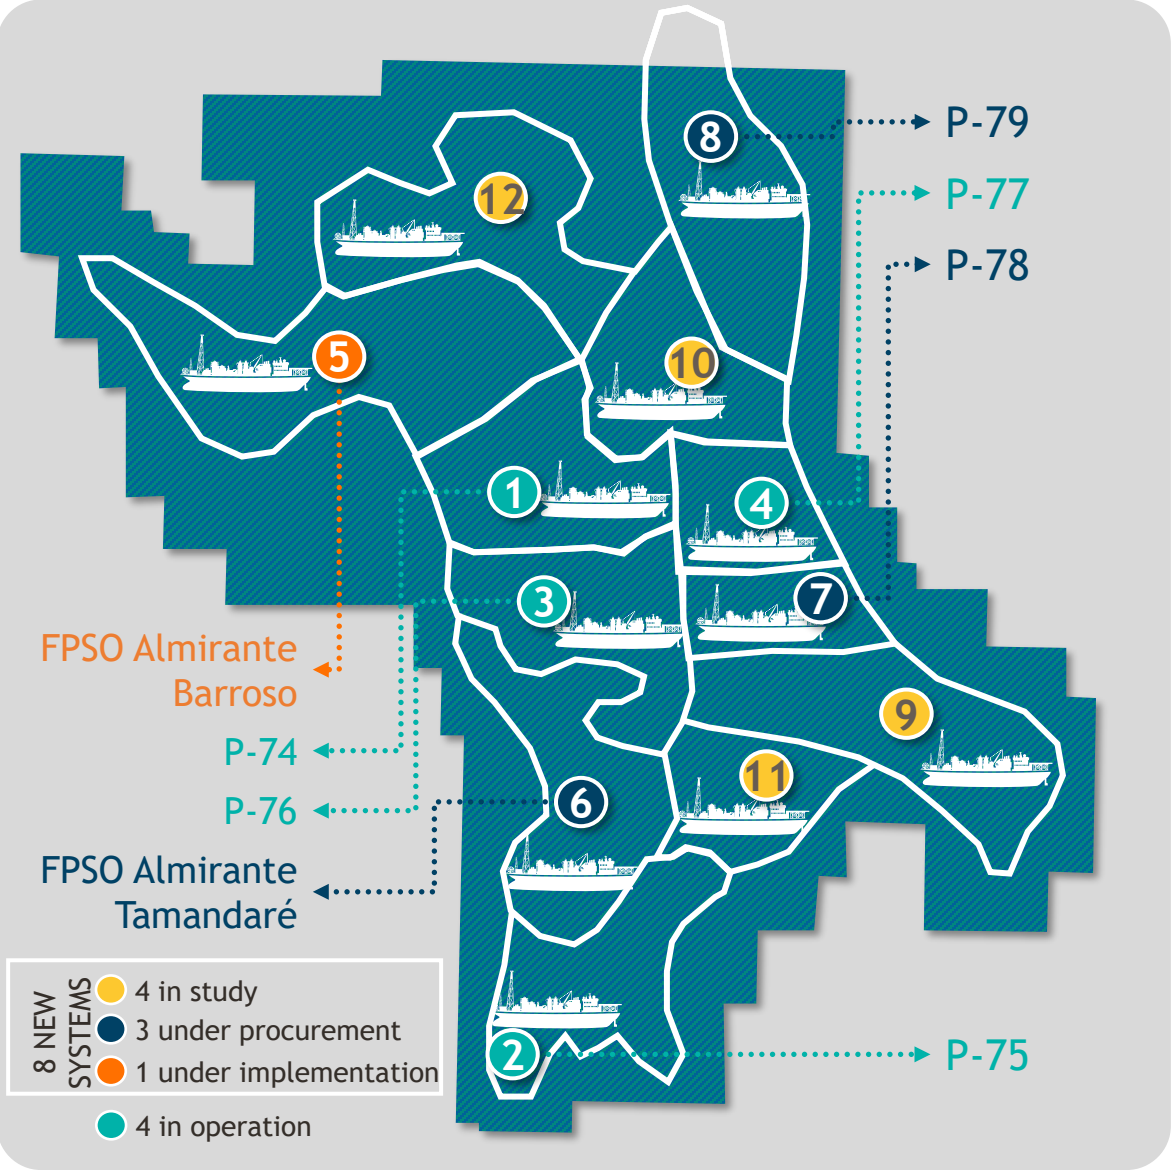 8
P-79
12
P-77
P-78
5
10
1
4
3
7
FPSO Almirante
Barroso
9
P-74
11
P-76
6
FPSO Almirante
Tamandaré
8 NEW
SYSTEMS
4 in study
3 under procurement
1 under implementation
4 in operation
2
P-75